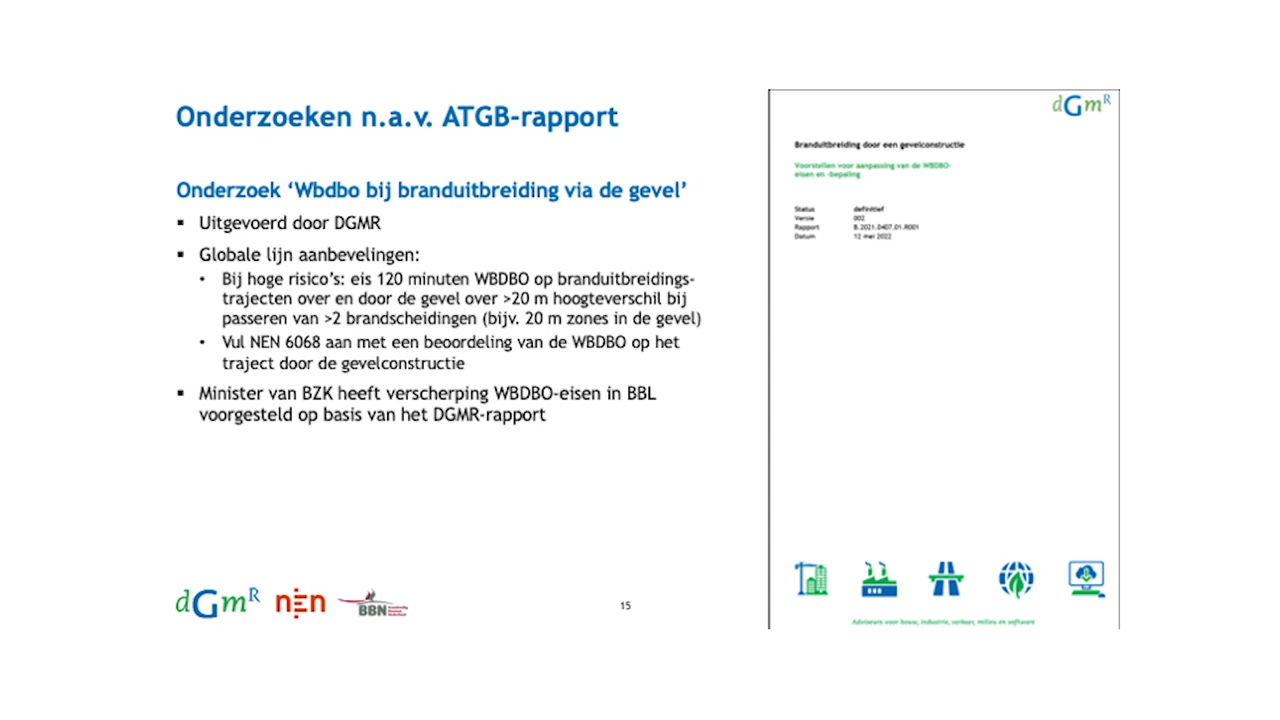 Onderzoeken n.a.v. ATGB-rapport
Onderzoek ‘Wbdbo bij branduitbreiding via de gevel’
▪ Uitgevoerd door DGMR
▪ Globale lijn aanbevelingen:
• Bij hoge risico’s: eis 120 minuten WBDBO op branduitbreidings-
trajecten over en door de gevel over >20 m hoogteverschil bij
passeren van >2 brandscheidingen (bijv. 20 m zones in de gevel)
• Vul NEN 6068 aan met een beoordeling van de WBDBO op het
traject door de gevelconstructie
▪ Minister van BZK heeft verscherping WBDBO-eisen in BBL
voorgesteld op basis van het DGMR-rapport
dGmR nen BBN
15
dGmR
Branduitbreiding door een gevelconstructie
Voorstellen voor aanpassing van de WBDBO-
eisen en -bepaling
Status definitief
Versie 002
Rapport B.2021.0407.01.R001
Datum 12 mei 2022
Adviseurs voor bouw, industrie, verkeer, milieu en software